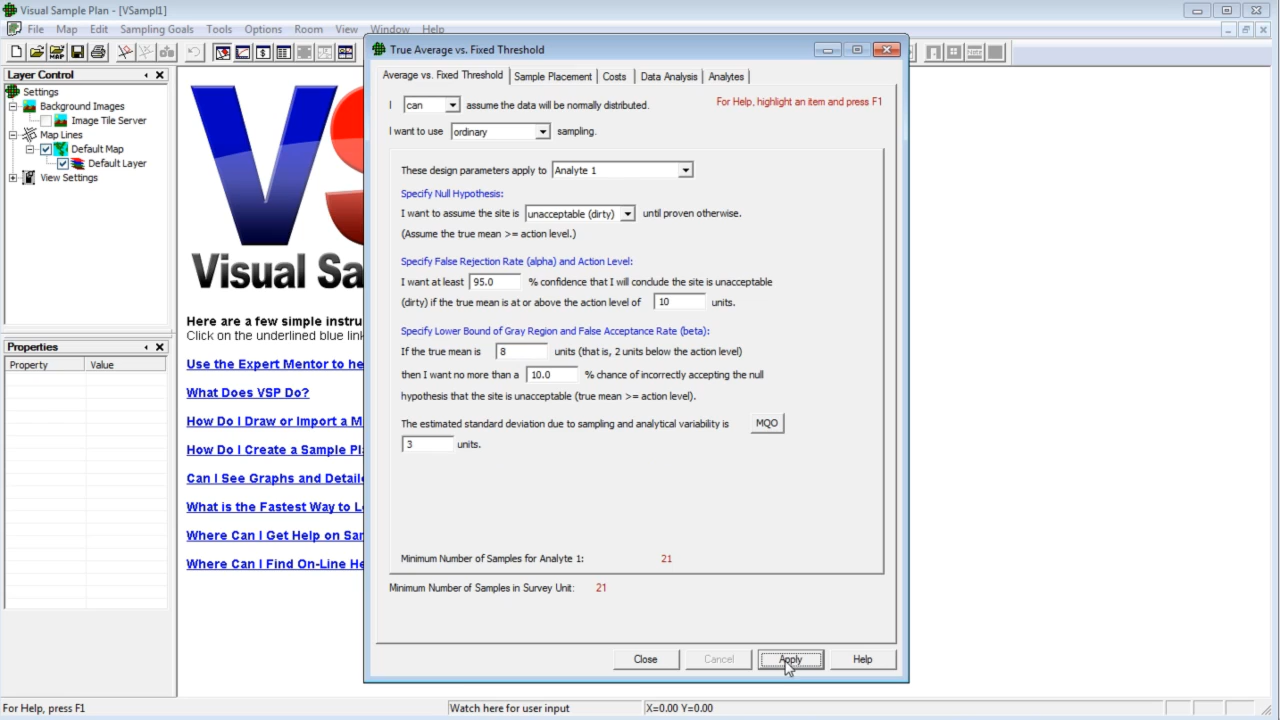 Visual Sample Plan - [VSampl1]
File Map Edit Sampling Goals Tools Options Room View Window Help
Layer Control
Settings
Background Images
Image Tile Server
Map Lines
Default Map
Default Layer
View Settings
Properties
Property Value
V
Visual Sa
Here are a few simple instru
Click on the underlined blue lin
Use the Expert Mentor to he
What Does VSP Do?
How Do I Draw or Import a M
How Do I Create a Sample Pl
Can I See Graphs and Detail
What is the Fastest Way to L
Where Can I Get Help on Sa
Where Can I Find On-Line He
True Average vs. Fixed Threshold
Average vs. Fixed Threshold Sample Placement Costs Data Analysis Analytes
For Help, highlight an item and press F1
I can assume the data will be normally distributed.
I want to use ordinary sampling.
These design parameters apply to Analyte 1
Specify Null Hypothesis:
I want to assume the site is unacceptable (dirty) until proven otherwise.
(Assume the true mean >= action level.)
Specify False Rejection Rate (alpha) and Action Level:
I want at least 95.0 % confidence that I will conclude the site is unacceptable
(dirty) if the true mean is at or above the action level of 10 units.
Specify Lower Bound of Gray Region and False Acceptance Rate (beta):
If the true mean is 8 units (that is, 2 units below the action level)
then I want no more than a 10.0 % chance of incorrectly accepting the null
hypothesis that the site is unacceptable (true mean >= action level).
The estimated standard deviation due to sampling and analytical variability is MQO
3 units.
Minimum Number of Samples for Analyte 1: 21
Minimum Number of Samples in Survey Unit: 21
Close Cancel Apply Help
For Help, press F1 Watch here for user input X=0.00 Y=0.00